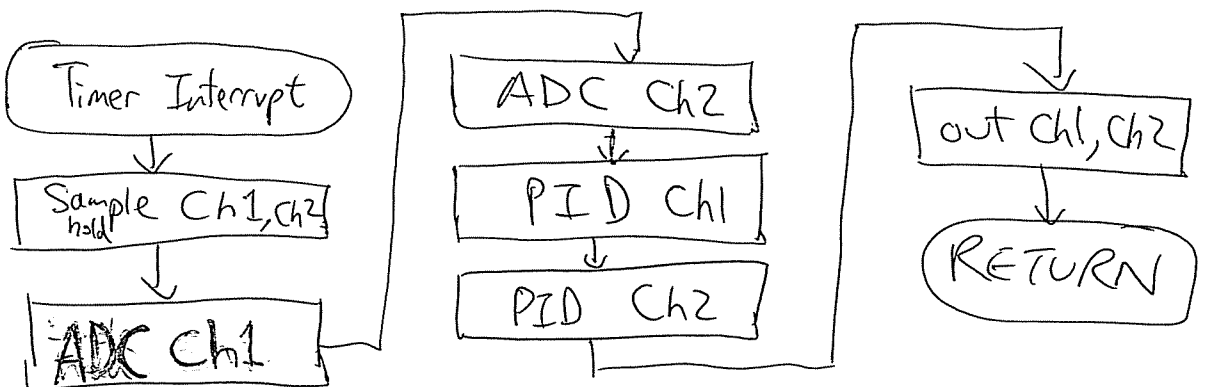 Timer Interrupt
Sample Ch1, Ch2
hold
ADC Ch1
ADC Ch2
PID Ch1
PID Ch2
out Ch1, Ch2
RETURN